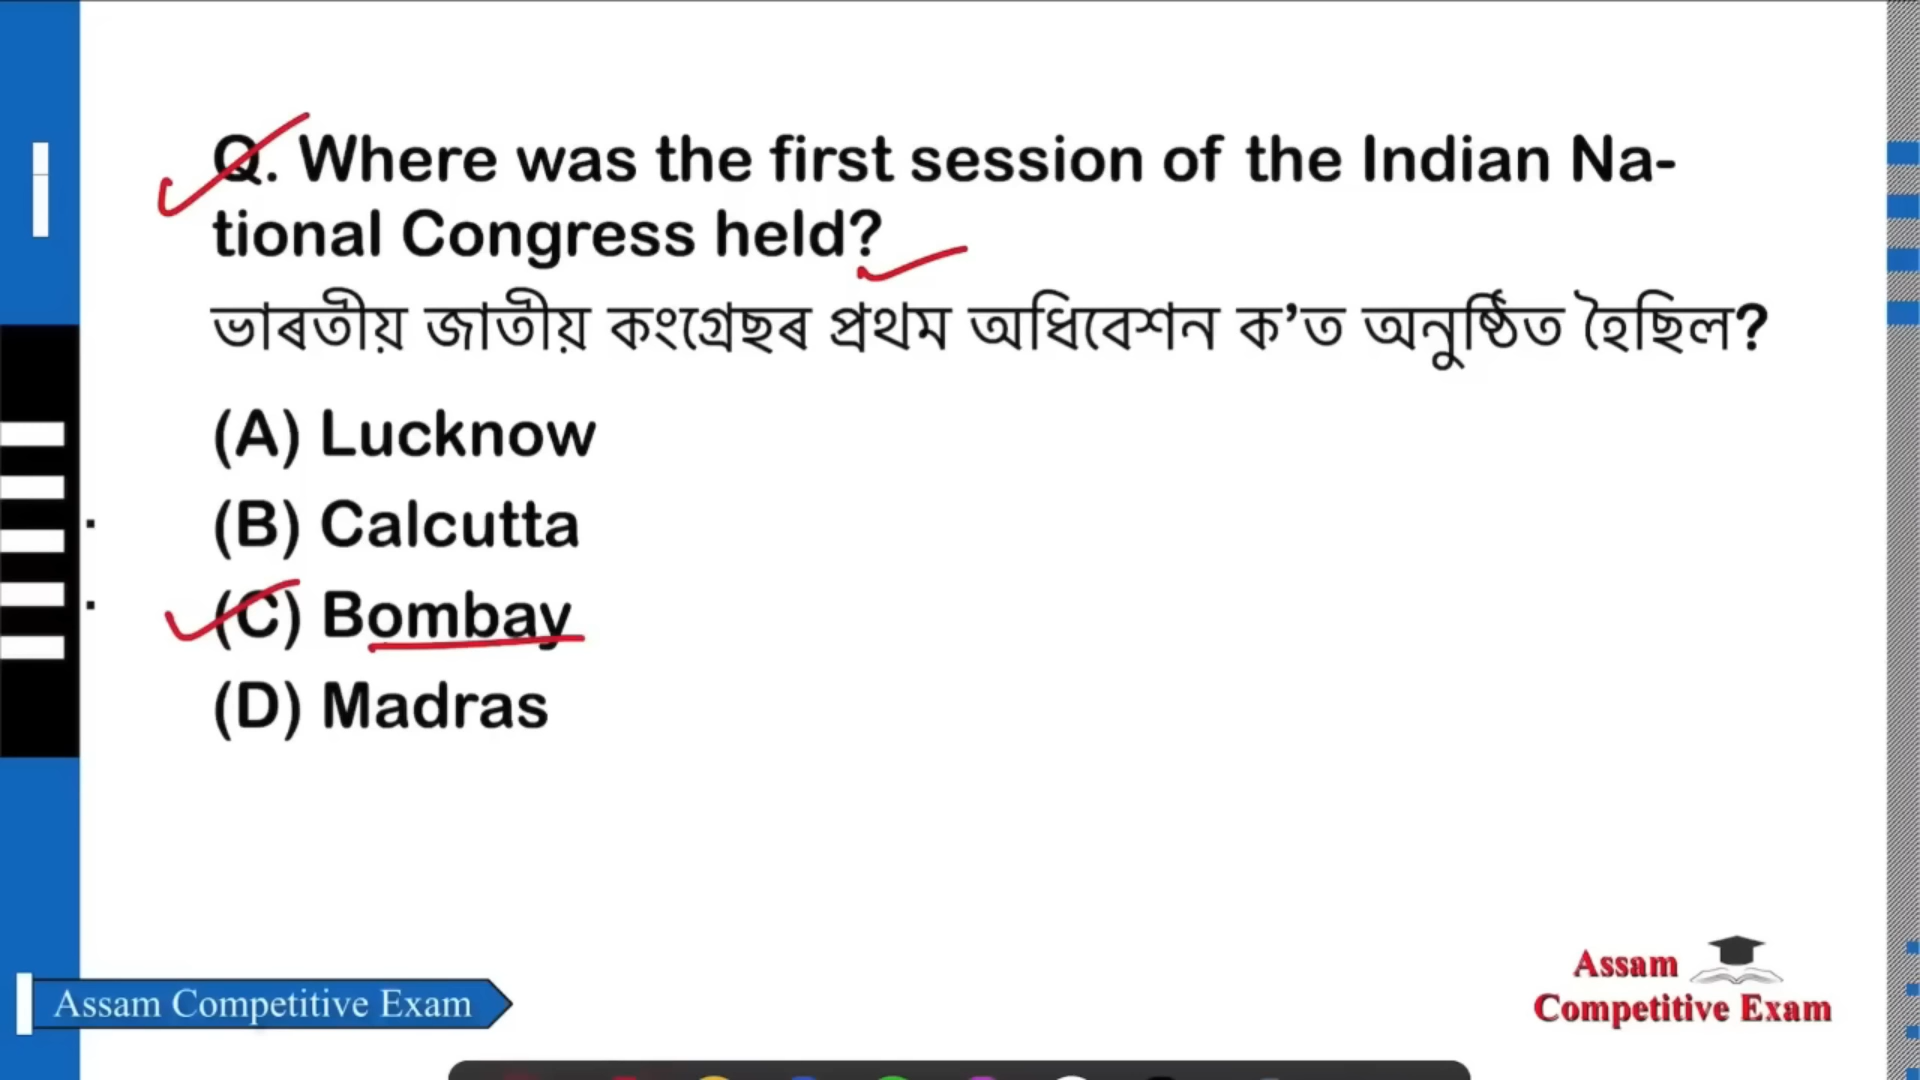 Q. Where was the first session of the Indian Na-
tional Congress held?
ভাৰতীয় জাতীয় কংগ্ৰেছৰ প্ৰথম অধিবেশন ক’ত অনুষ্ঠিত হৈছিল?
(A) Lucknow
(B) Calcutta
(C) Bombay
(D) Madras
Assam Competitive Exam
Assam
Competitive Exam